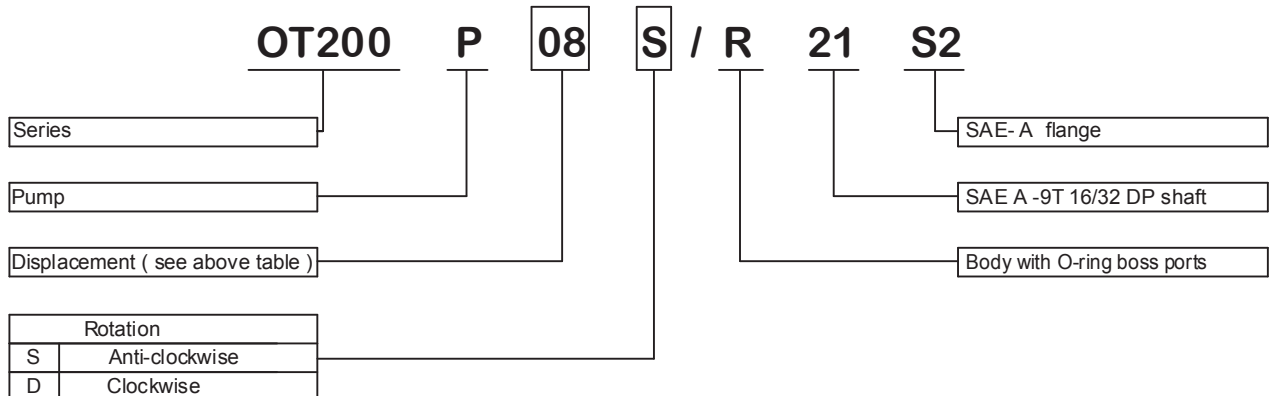 OT200 P 08 S / R 21 S2
Series
SAE- A flange
Pump
SAE A -9T 16/32 DP shaft
Displacement ( see above table )
Body with O-ring boss ports
Rotation
S Anti-clockwise
D Clockwise